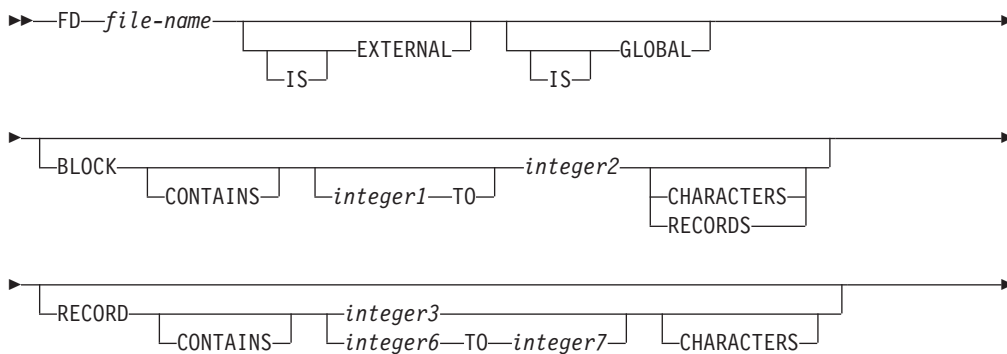 FD file-name EXTERNAL GLOBAL
IS IS
BLOCK integer2
CONTAINS integer1 TO CHARACTERS
RECORDS
RECORD integer3
CONTAINS integer6 TO integer7 CHARACTERS